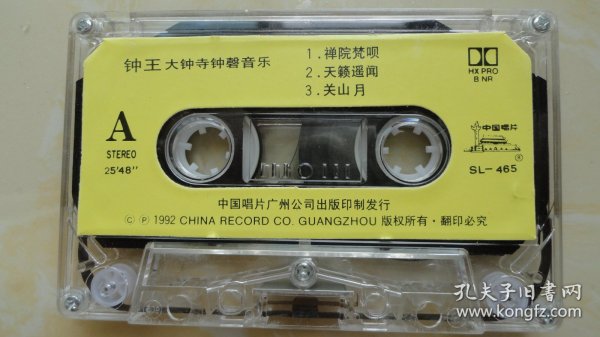 钟王 大钟寺钟磬音乐
1. 禅院梵呗
2. 天籁遥闻
3. 关山月
HX PRO
B NR
A
STEREO
25'48''
中国唱片
®
SL-465
中国唱片广州公司出版印制发行
© ℗ 1992 CHINA RECORD CO. GUANGZHOU 版权所有·翻印必究
孔夫子旧書网
www.kongfz.com